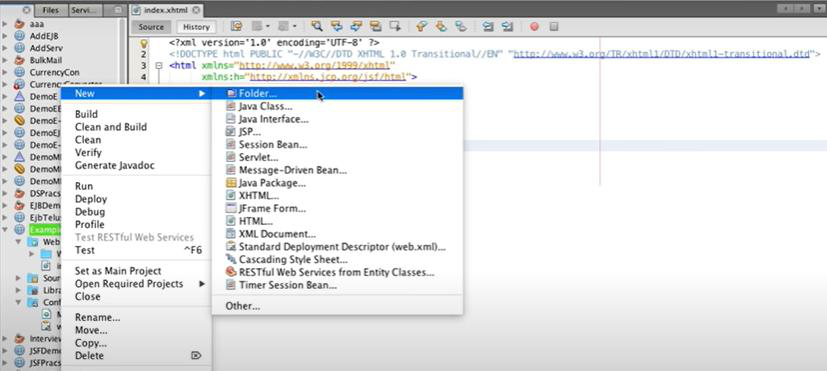 Files
Servi...
index.xhtml
Source
History
aaa
AddEJB
AddServ
BulkMail
CurrencyCon
CurrencyConverter
DemoE
DemoEE
DemoE-
DemoE-
DemoMI
DemoMI
DemoMI
DSPracs
EJBDem
EjbTelus
Example
Web
W
in
Sour
Libra
Conf
M
w
Interview
JSFDemo
JSFPracs
1 <?xml version='1.0' encoding='UTF-8' ?>
2 <!DOCTYPE html PUBLIC "-//W3C//DTD XHTML 1.0 Transitional//EN" "http://www.w3.org/TR/xhtml1/DTD/xhtml1-transitional.dtd">
3 <html xmlns="http://www.w3.org/1999/xhtml"
4 xmlns:h="http://xmlns.jcp.org/jsf/html">
New
Build
Clean and Build
Clean
Verify
Generate Javadoc
Run
Deploy
Debug
Profile
Test RESTful Web Services
Test ^F6
Set as Main Project
Open Required Projects
Close
Rename...
Move...
Copy...
Delete
Folder...
Java Class...
Java Interface...
JSP...
Session Bean...
Servlet...
Message-Driven Bean...
Java Package...
XHTML...
JFrame Form...
HTML...
XML Document...
Standard Deployment Descriptor (web.xml)...
Cascading Style Sheet...
RESTful Web Services from Entity Classes...
Timer Session Bean...
Other...